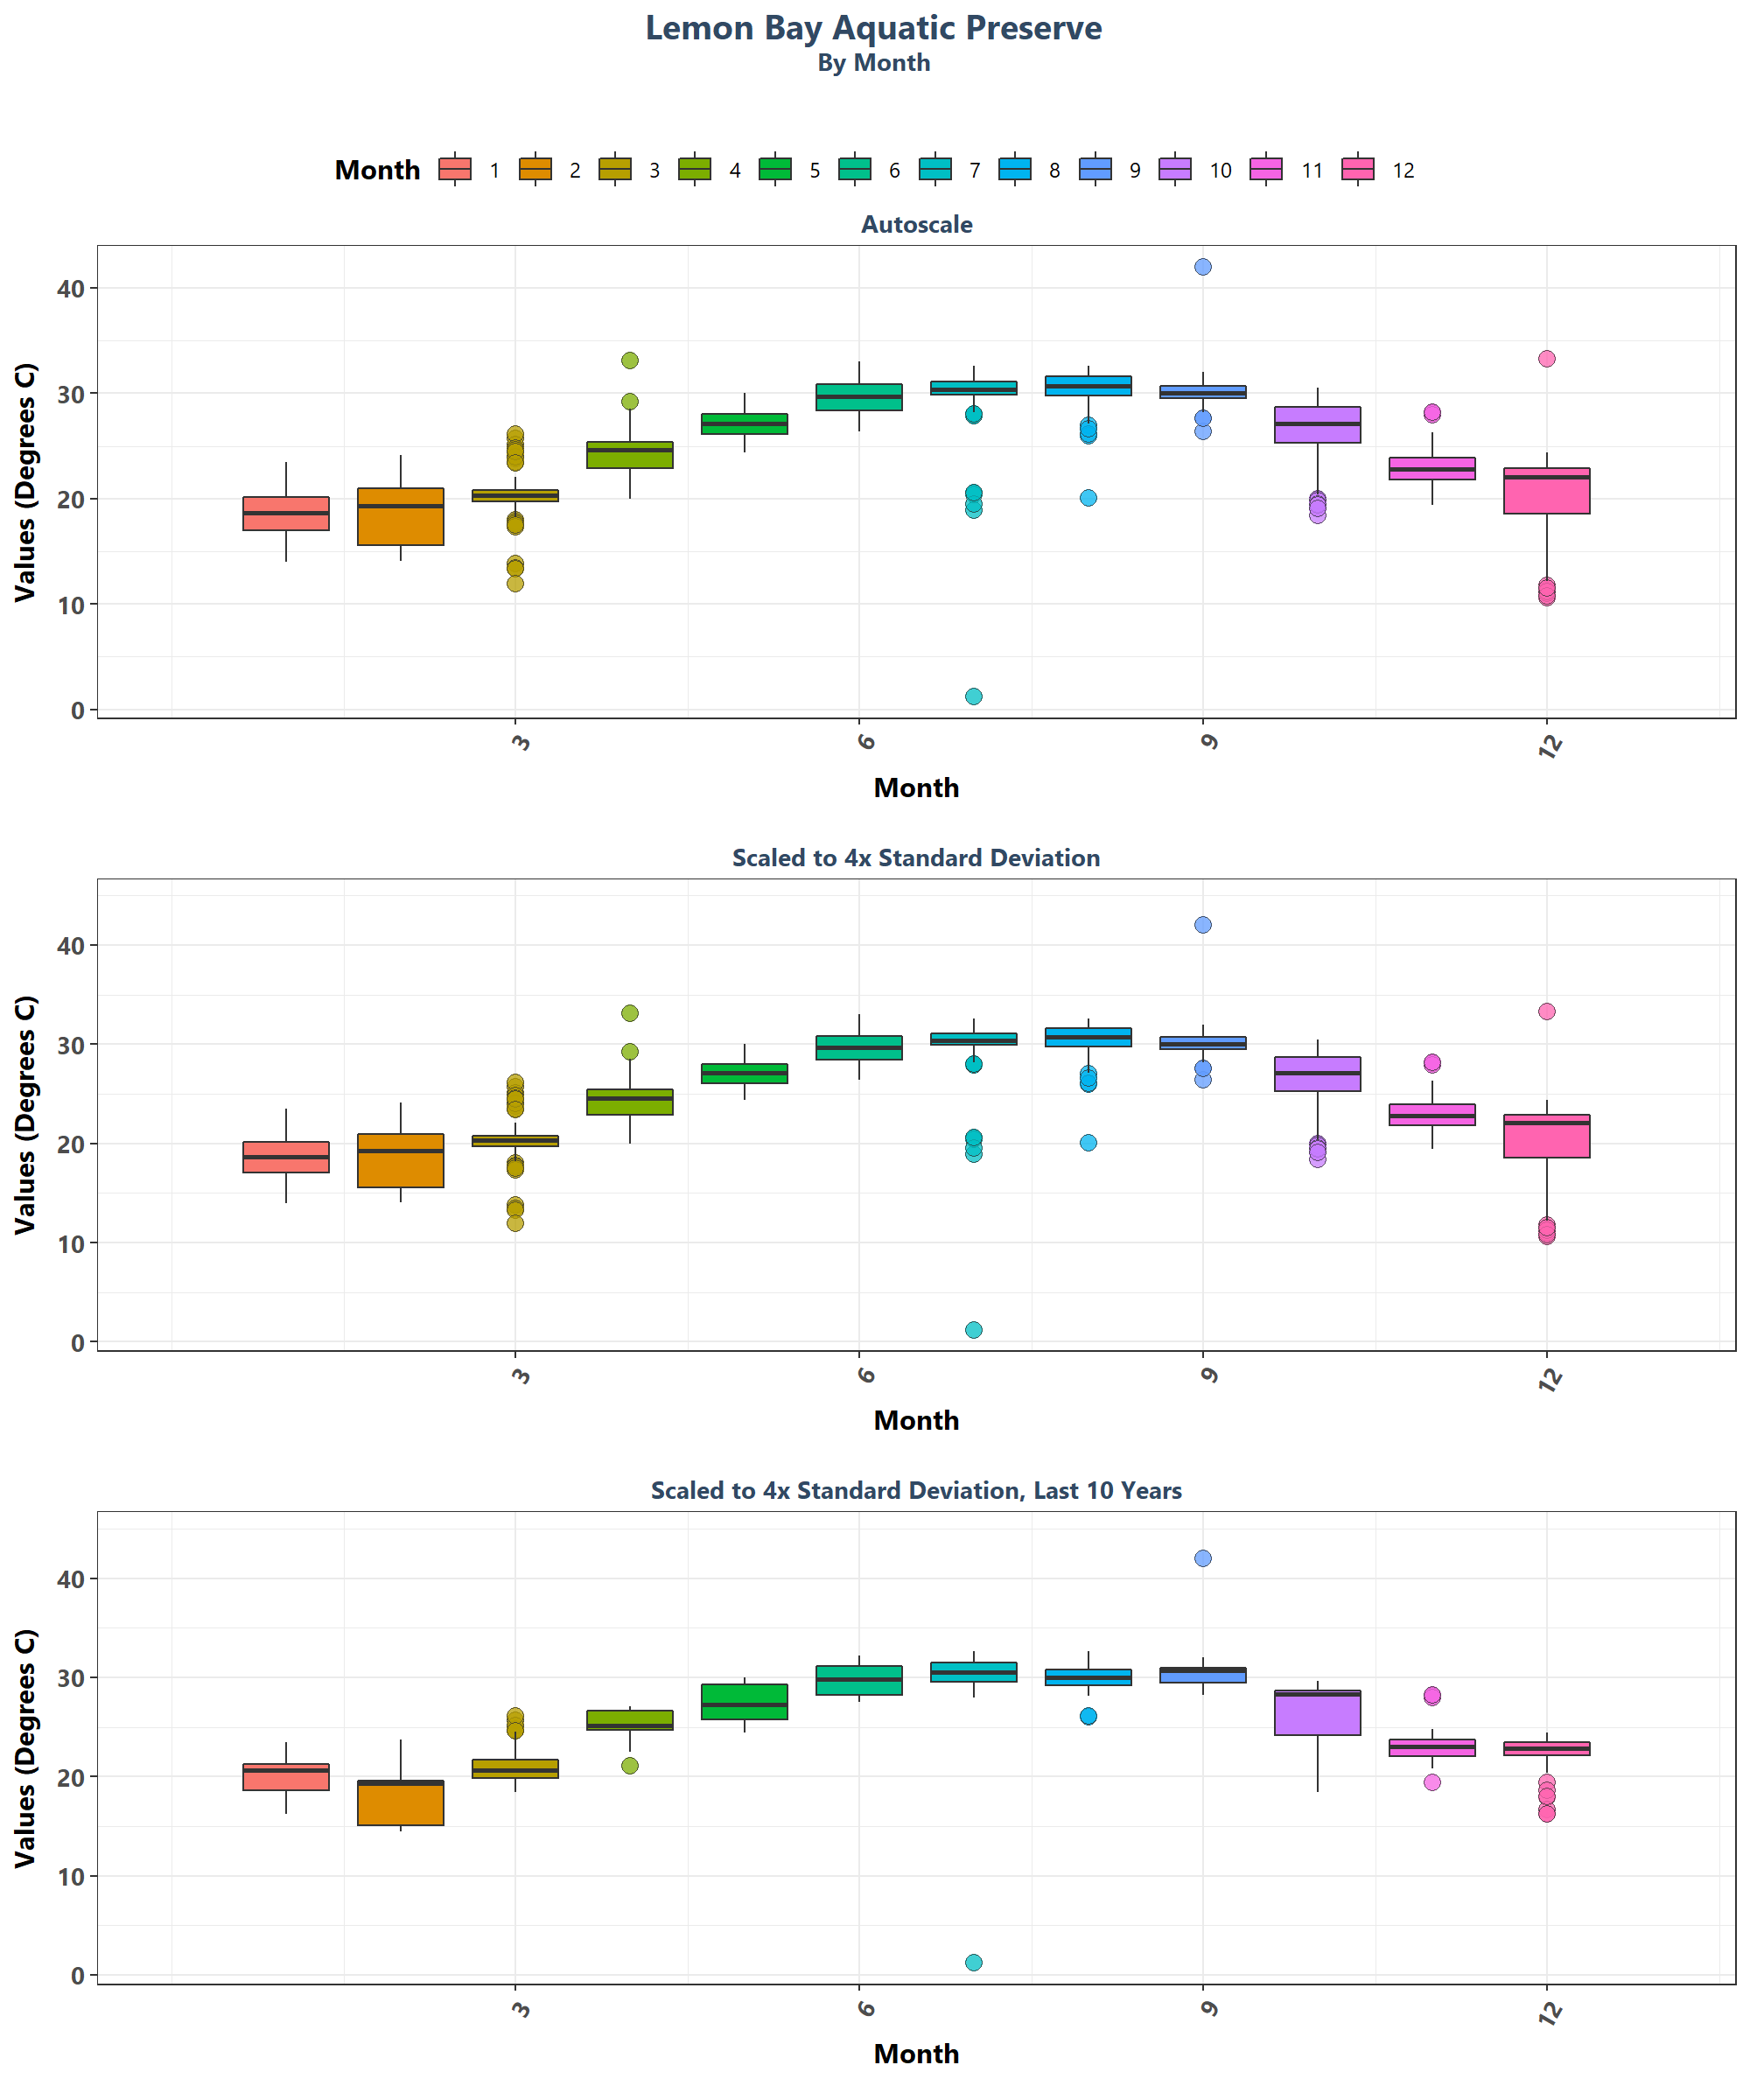 Lemon Bay Aquatic Preserve
By Month
Month 1 2 3 4 5 6 7 8 9 10 11 12
Autoscale
Values (Degrees C)
40
30
20
10
0
3 6 9 12
Month
Scaled to 4x Standard Deviation
Values (Degrees C)
40
30
20
10
0
3 6 9 12
Month
Scaled to 4x Standard Deviation, Last 10 Years
Values (Degrees C)
40
30
20
10
0
3 6 9 12
Month